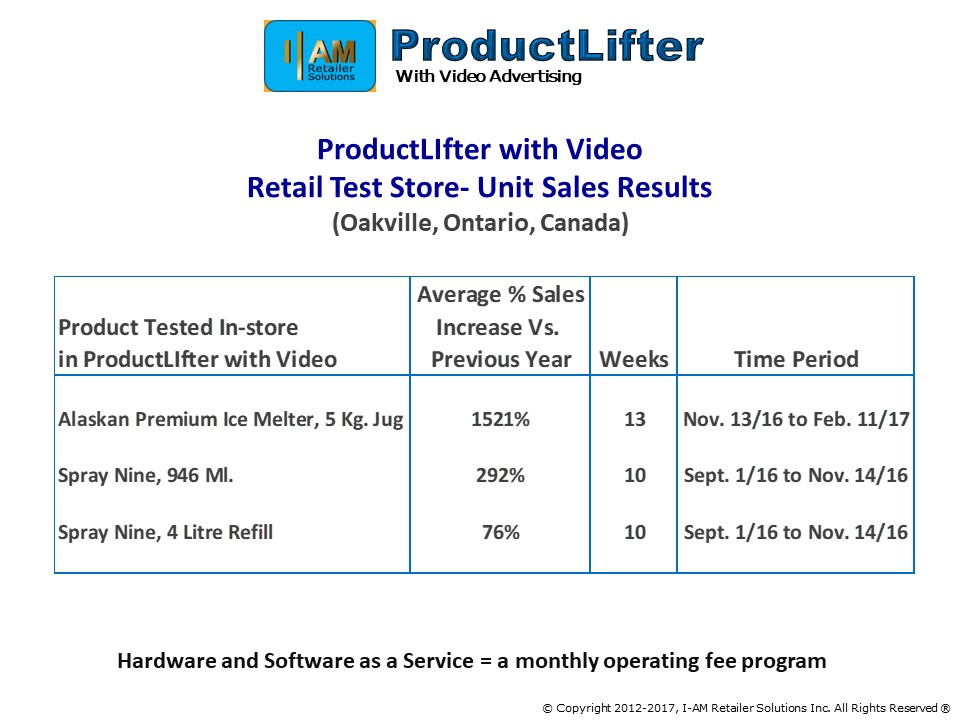 I AM
Retailer
Solutions
ProductLifter
With Video Advertising
ProductLIfter with Video
Retail Test Store- Unit Sales Results
(Oakville, Ontario, Canada)
Product Tested In-store
in ProductLIfter with Video
Average % Sales
Increase Vs.
Previous Year
Weeks
Time Period
Alaskan Premium Ice Melter, 5 Kg. Jug 1521% 13 Nov. 13/16 to Feb. 11/17
Spray Nine, 946 Ml. 292% 10 Sept. 1/16 to Nov. 14/16
Spray Nine, 4 Litre Refill 76% 10 Sept. 1/16 to Nov. 14/16
Hardware and Software as a Service = a monthly operating fee program
© Copyright 2012-2017, I-AM Retailer Solutions Inc. All Rights Reserved ®